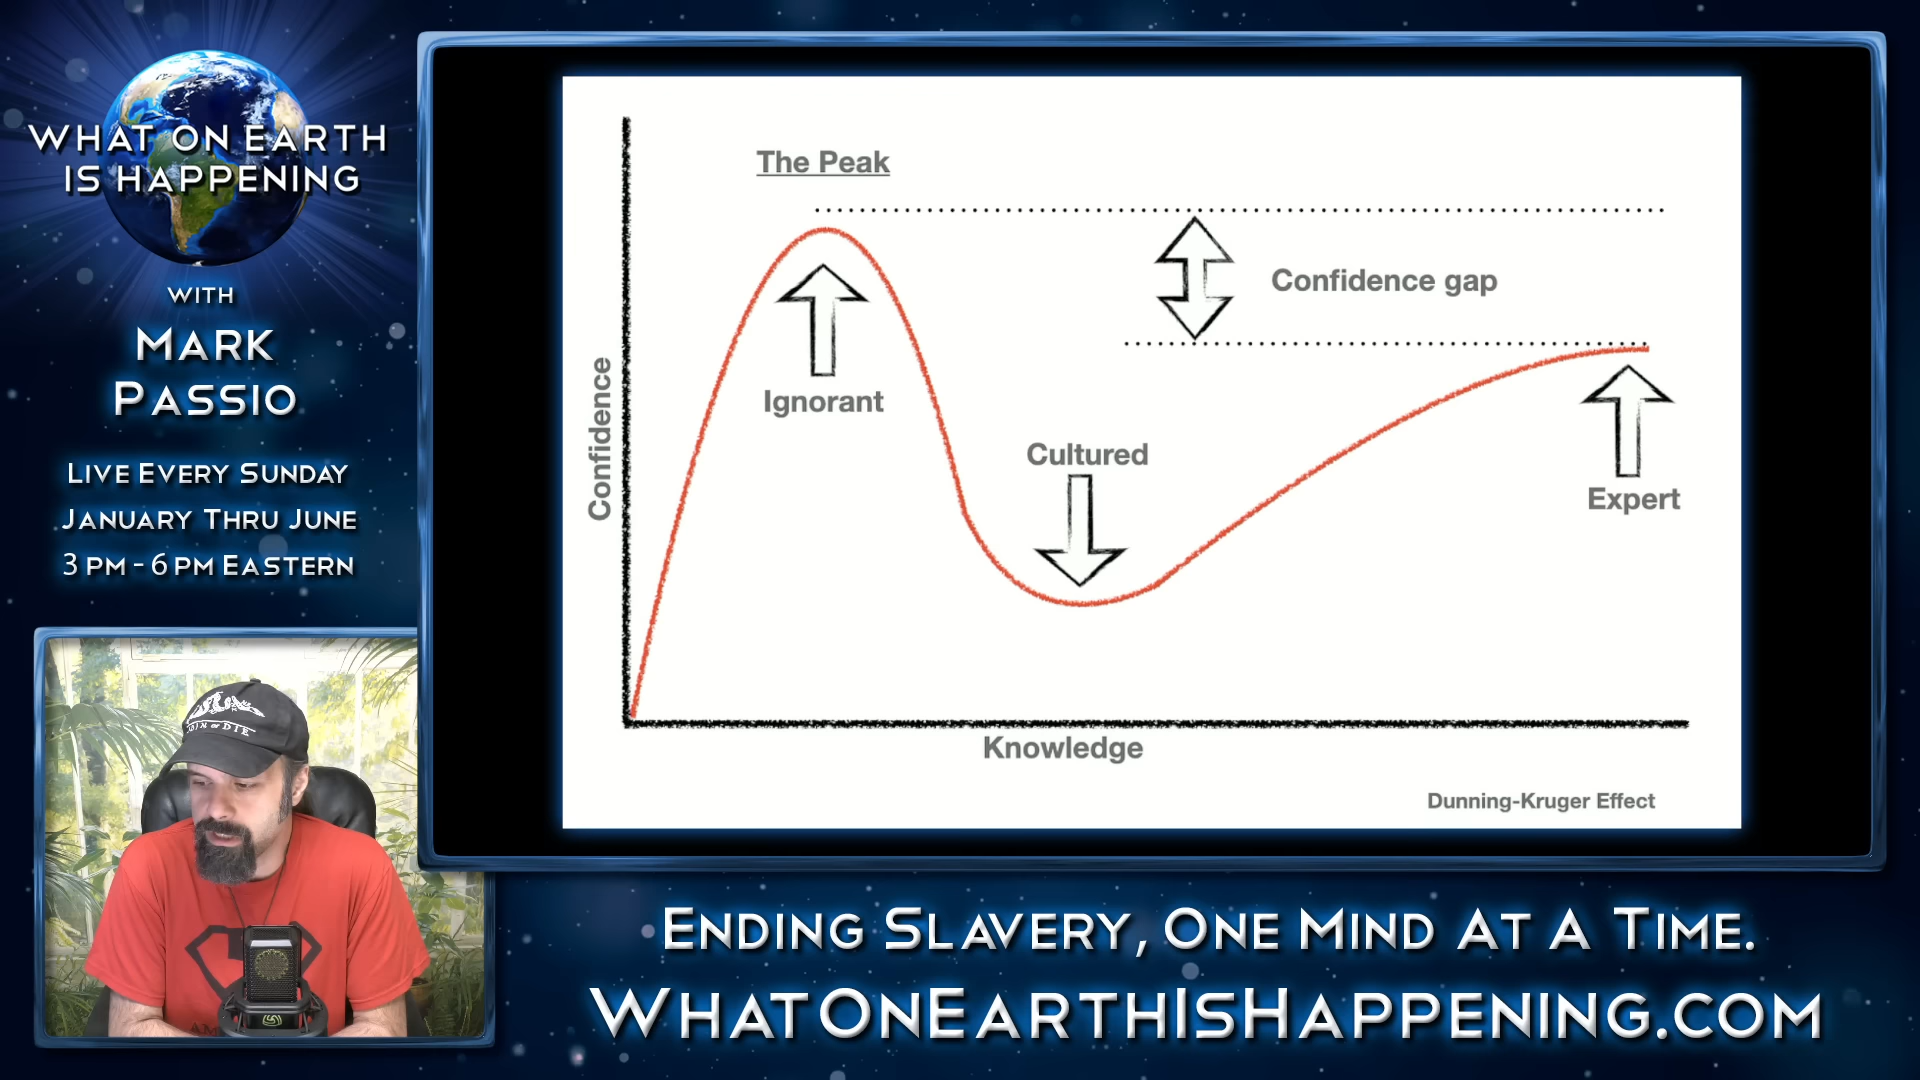 WHAT ON EARTH
IS HAPPENING
WITH
MARK
PASSIO
LIVE EVERY SUNDAY
JANUARY THRU JUNE
3 PM - 6 PM EASTERN
The Peak
Confidence gap
Ignorant
Confidence
Cultured
Expert
Knowledge
Dunning-Kruger Effect
OR DIE
ENDING SLAVERY, ONE MIND AT A TIME.
WHATONEARTHISHAPPENING.COM